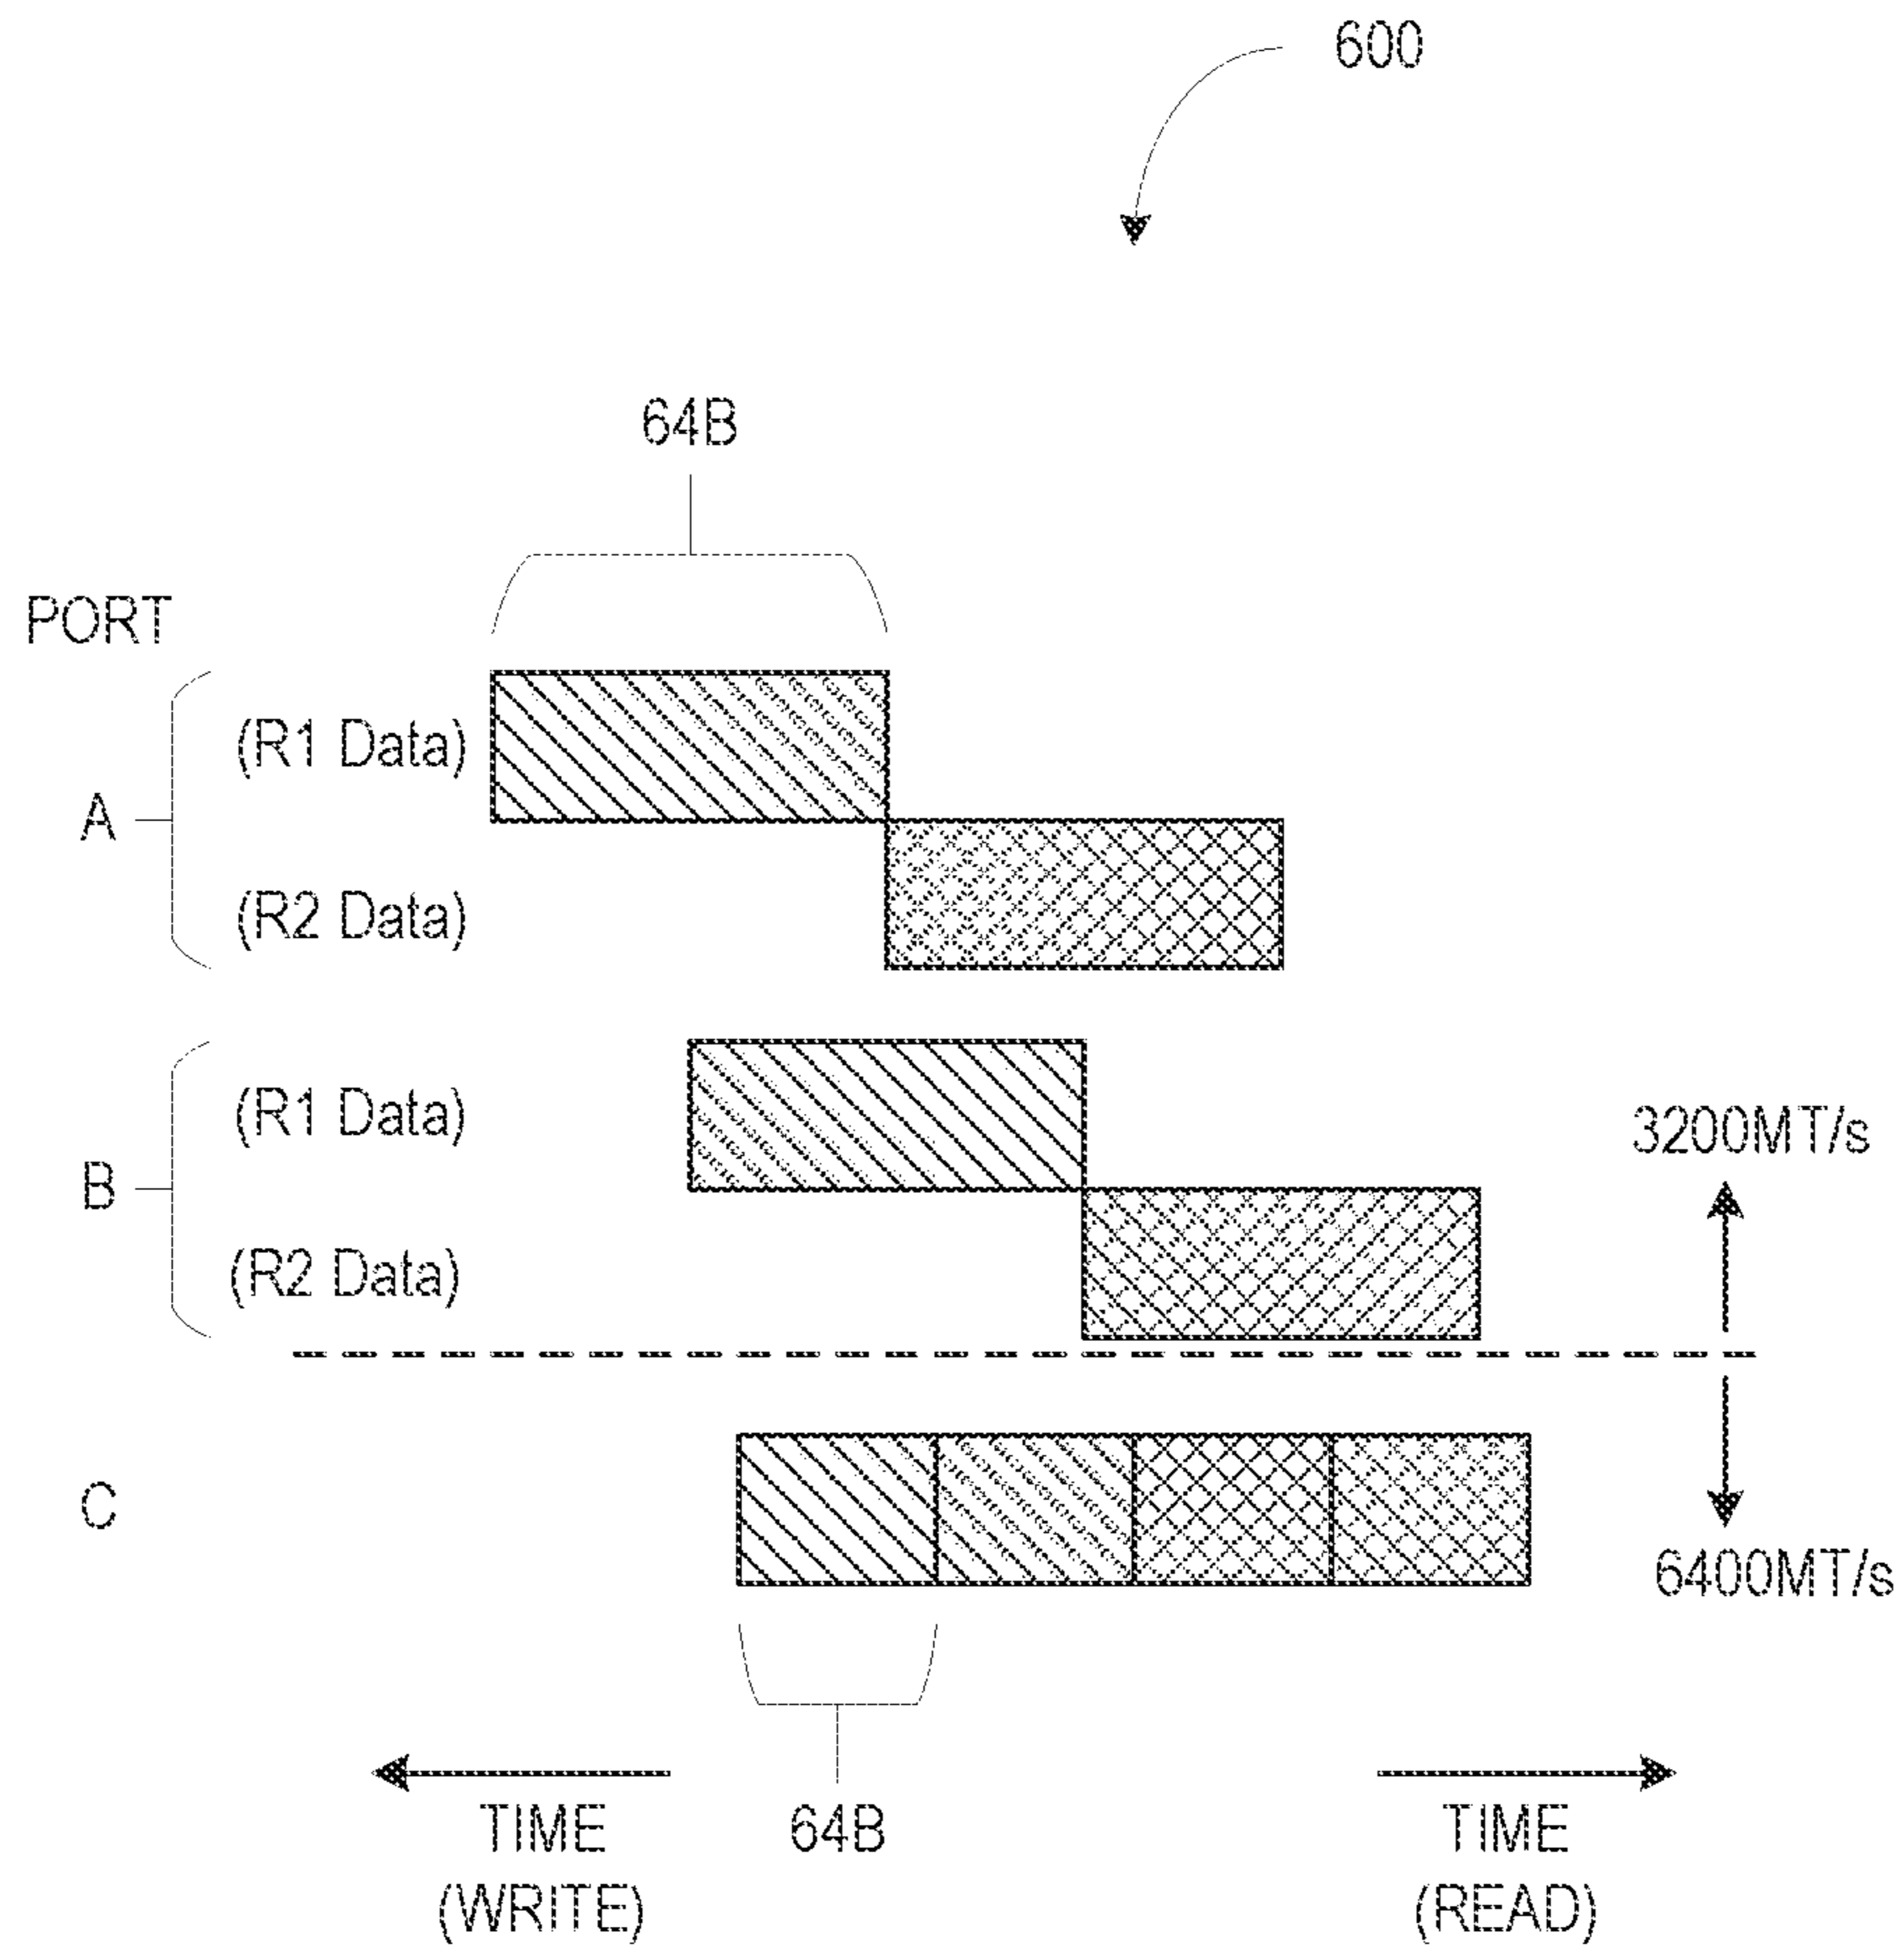 600
64B
PORT
(R1 Data)
A
(R2 Data)
(R1 Data)
3200MT/s
B
(R2 Data)
C
6400MT/s
TIME
(WRITE)
64B
TIME
(READ)